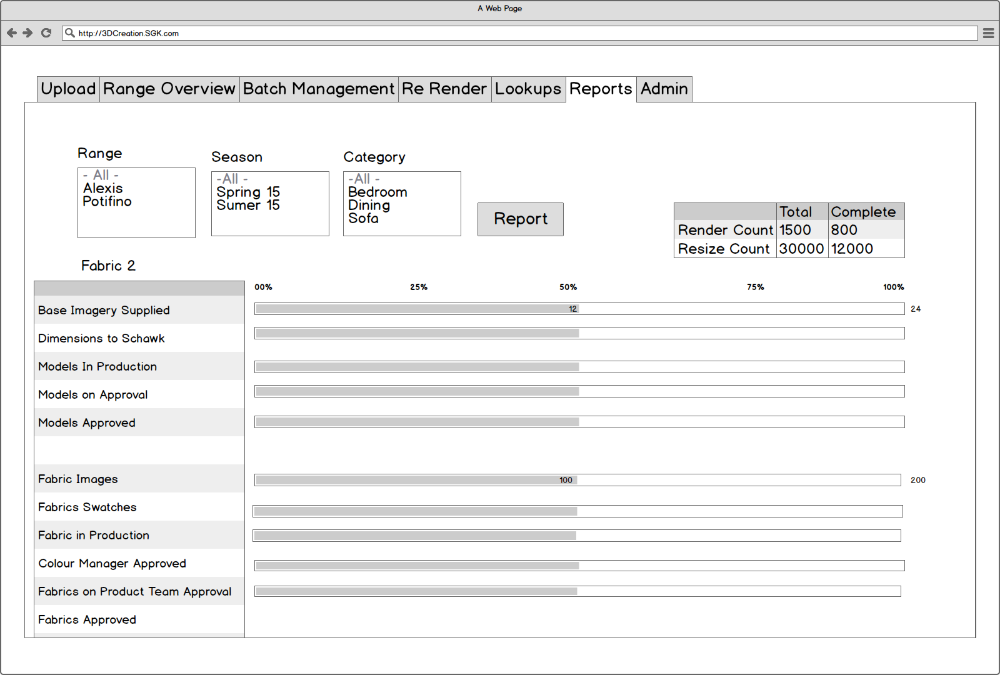 A Web Page
http://3DCreation.SGK.com
Upload Range Overview Batch Management Re Render Lookups Reports Admin
Range
- All -
Alexis
Potifino
Season
-All -
Spring 15
Sumer 15
Category
-All -
Bedroom
Dining
Sofa
Report
Total Complete
Render Count 1500 800
Resize Count 30000 12000
Fabric 2
00% 25% 50% 75% 100%
Base Imagery Supplied 12 24
Dimensions to Schawk
Models In Production
Models on Approval
Models Approved
Fabric Images 100 200
Fabrics Swatches
Fabric in Production
Colour Manager Approved
Fabrics on Product Team Approval
Fabrics Approved